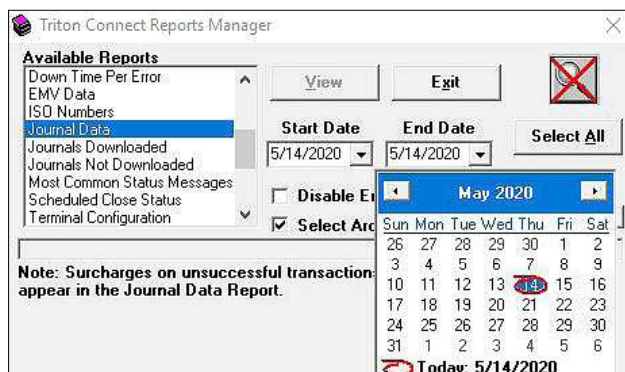 Triton Connect Reports Manager
Available Reports
Down Time Per Error
EMV Data
ISO Numbers
Journal Data
Journals Downloaded
Journals Not Downloaded
Most Common Status Messages
Scheduled Close Status
Terminal Configuration
View
Exit
Start Date
End Date
Select All
5/14/2020
5/14/2020
Disable
Select
May 2020
Sun Mon Tue Wed Thu Fri Sat
26 27 28 29 30 1 2
3 4 5 6 7 8 9
10 11 12 13 14 15 16
17 18 19 20 21 22 23
24 25 26 27 28 29 30
31 1 2 3 4 5 6
Today: 5/14/2020
Note: Surcharges on unsuccessful transaction
appear in the Journal Data Report.